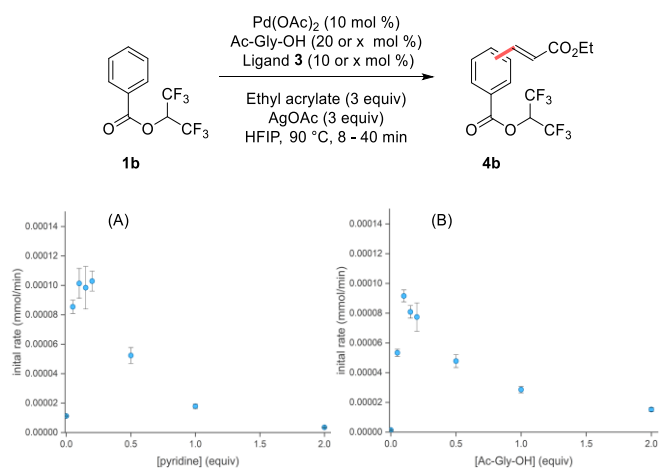 Pd(OAc)2 (10 mol %)
Ac-Gly-OH (20 or x mol %)
Ligand 3 (10 or x mol %)
Ethyl acrylate (3 equiv)
AgOAc (3 equiv)
HFIP, 90 °C, 8 - 40 min
O
O
CF3
CF3
1b
CO2Et
O
O
CF3
CF3
4b
(A)
inital rate (mmol/min)
0.00014
0.00012
0.00010
0.00008
0.00006
0.00004
0.00002
0.00000
0.0
0.5
1.0
1.5
2.0
[pyridine] (equiv)
(B)
inital rate (mmol/min)
0.00014
0.00012
0.00010
0.00008
0.00006
0.00004
0.00002
0.00000
0.0
0.5
1.0
1.5
2.0
[Ac-Gly-OH] (equiv)